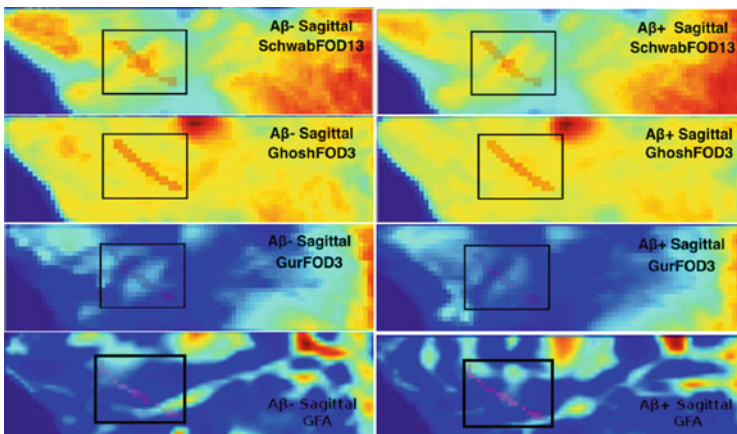 Aβ- Sagittal
SchwabFOD13
Aβ+ Sagittal
SchwabFOD13
Aβ- Sagittal
GhoshFOD3
Aβ+ Sagittal
GhoshFOD3
Aβ- Sagittal
GurFOD3
Aβ+ Sagittal
GurFOD3
Aβ- Sagittal
GFA
Aβ+ Sagittal
GFA